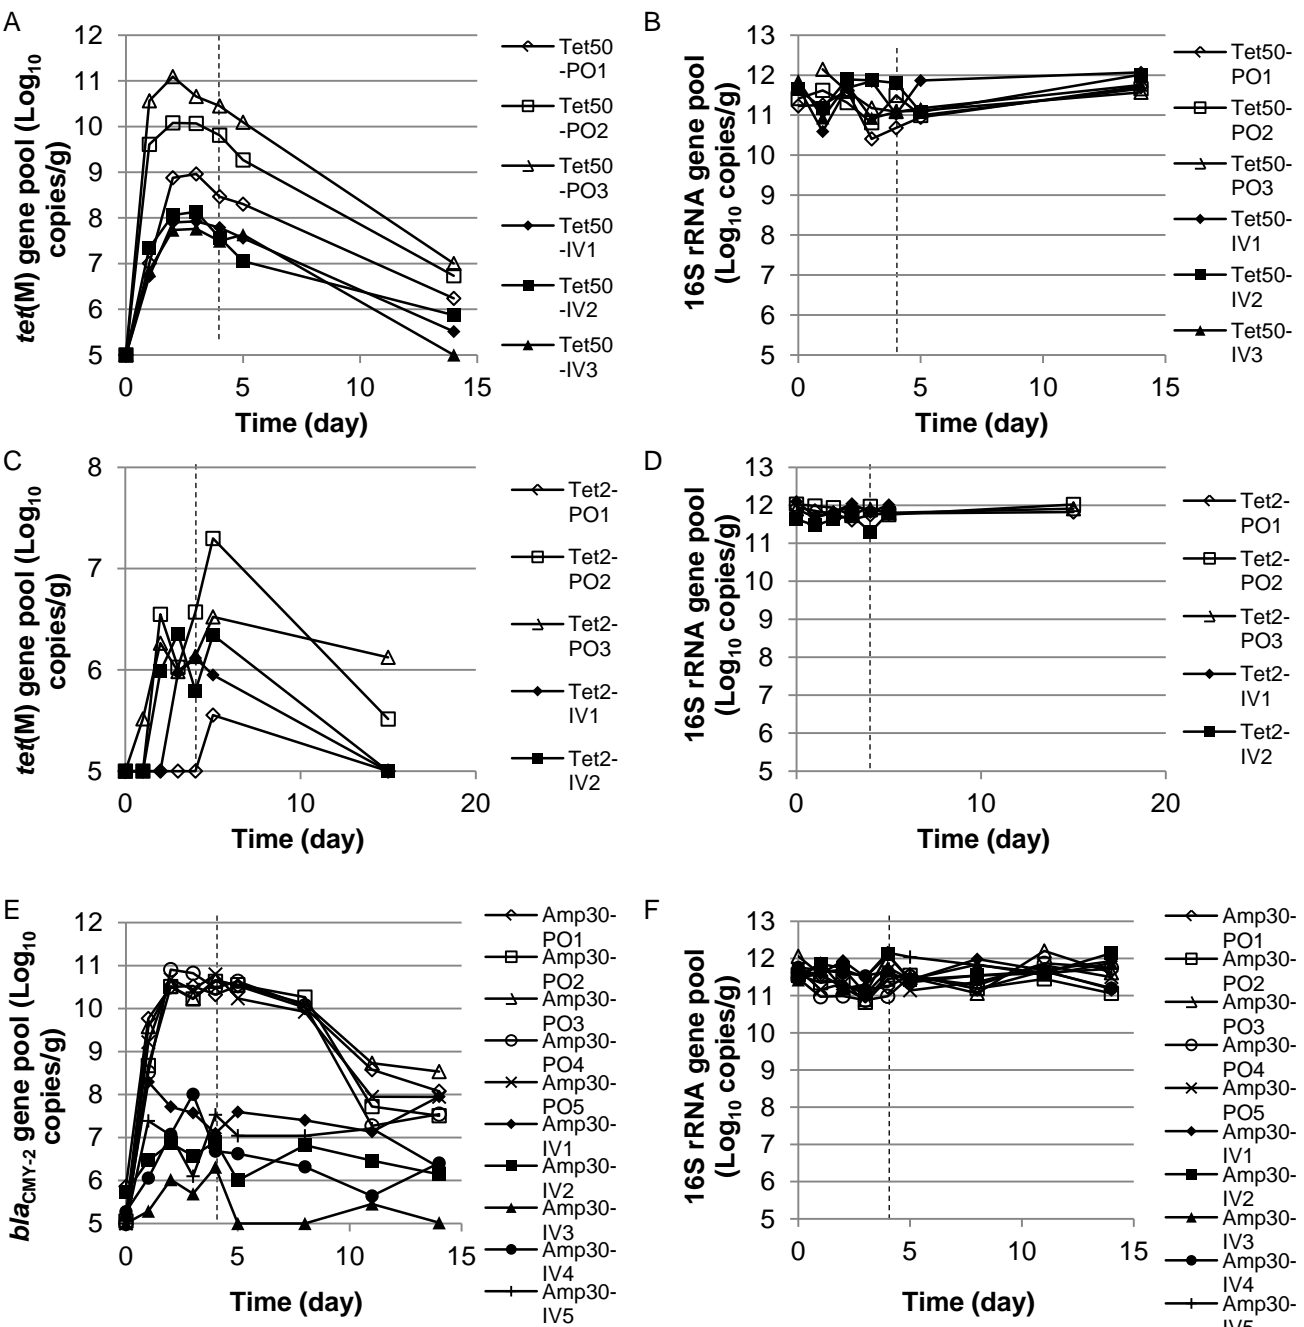 A
tet(M) gene pool (Log10
copies/g)
12
11
10
9
8
7
6
5
0
5
10
15
Time (day)
Tet50
-PO1
Tet50
-PO2
Tet50
-PO3
Tet50
-IV1
Tet50
-IV2
Tet50
-IV3
B
16S rRNA gene pool
(Log10 copies/g)
13
12
11
10
9
8
7
6
5
0
5
10
15
Time (day)
Tet50-
PO1
Tet50-
PO2
Tet50-
PO3
Tet50-
IV1
Tet50-
IV2
Tet50-
IV3
C
tet(M) gene pool (Log10
copies/g)
8
7
6
5
0
10
20
Time (day)
Tet2-
PO1
Tet2-
PO2
Tet2-
PO3
Tet2-
IV1
Tet2-
IV2
D
16S rRNA gene pool
(Log10 copies/g)
13
12
11
10
9
8
7
6
5
0
10
20
Time (day)
Tet2-
PO1
Tet2-
PO2
Tet2-
PO3
Tet2-
IV1
Tet2-
IV2
E
blaCMY-2 gene pool (Log10
copies/g)
12
11
10
9
8
7
6
5
0
5
10
15
Time (day)
Amp30-
PO1
Amp30-
PO2
Amp30-
PO3
Amp30-
PO4
Amp30-
PO5
Amp30-
IV1
Amp30-
IV2
Amp30-
IV3
Amp30-
IV4
Amp30-
IV5
F
16S rRNA gene pool
(Log10 copies/g)
13
12
11
10
9
8
7
6
5
0
5
10
15
Time (day)
Amp30-
PO1
Amp30-
PO2
Amp30-
PO3
Amp30-
PO4
Amp30-
PO5
Amp30-
IV1
Amp30-
IV2
Amp30-
IV3
Amp30-
IV4
Amp30-
IV5